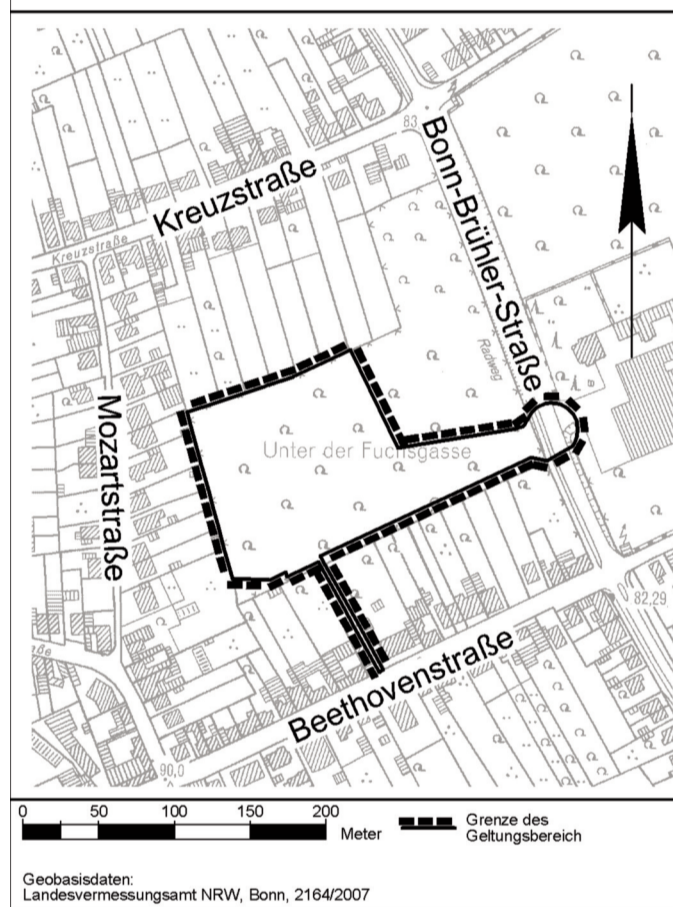 83
Kreuzstraße
Kreuzstraße
Bonn-Brühler-Straße
Radweg
Mozartstraße
Unter der Fuchsgasse
82,29
Beethovenstraße
ße
90,0
0 50 100 150 200
Meter
Grenze des
Geltungsbereich
Geobasisdaten:
Landesvermessungsamt NRW, Bonn, 2164/2007